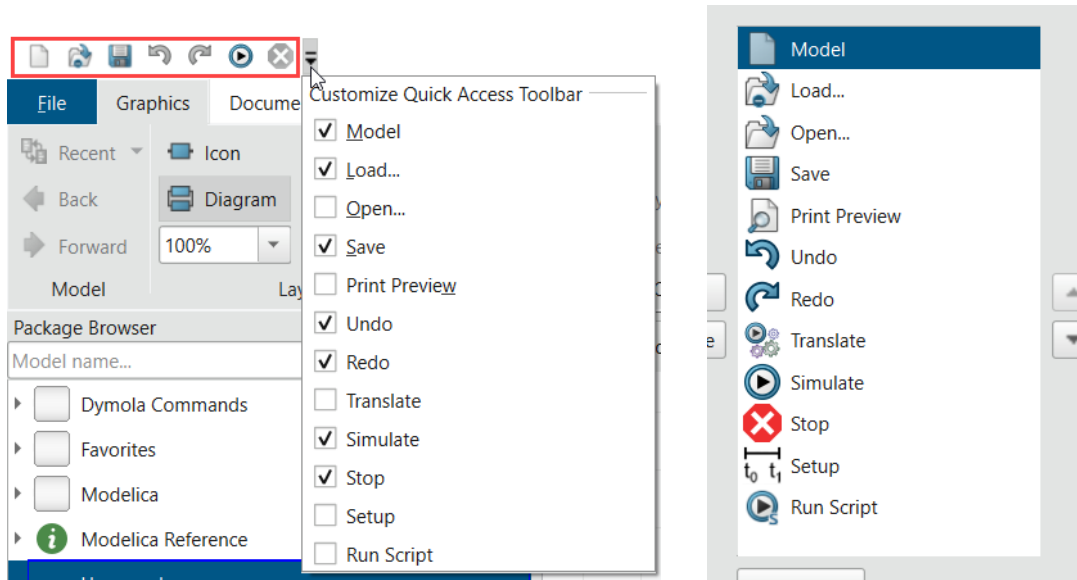 File
Graphics
Docume
Recent
Icon
Back
Diagram
Forward
100%
Model
Lay
Package Browser
Model name...
Dymola Commands
Favorites
Modelica
Modelica Reference
Customize Quick Access Toolbar
Model
Load...
Open...
Save
Print Preview
Undo
Redo
Translate
Simulate
Stop
Setup
Run Script
e
Model
Load...
Open...
Save
Print Preview
Undo
Redo
Translate
Simulate
Stop
t0 t1 Setup
Run Script